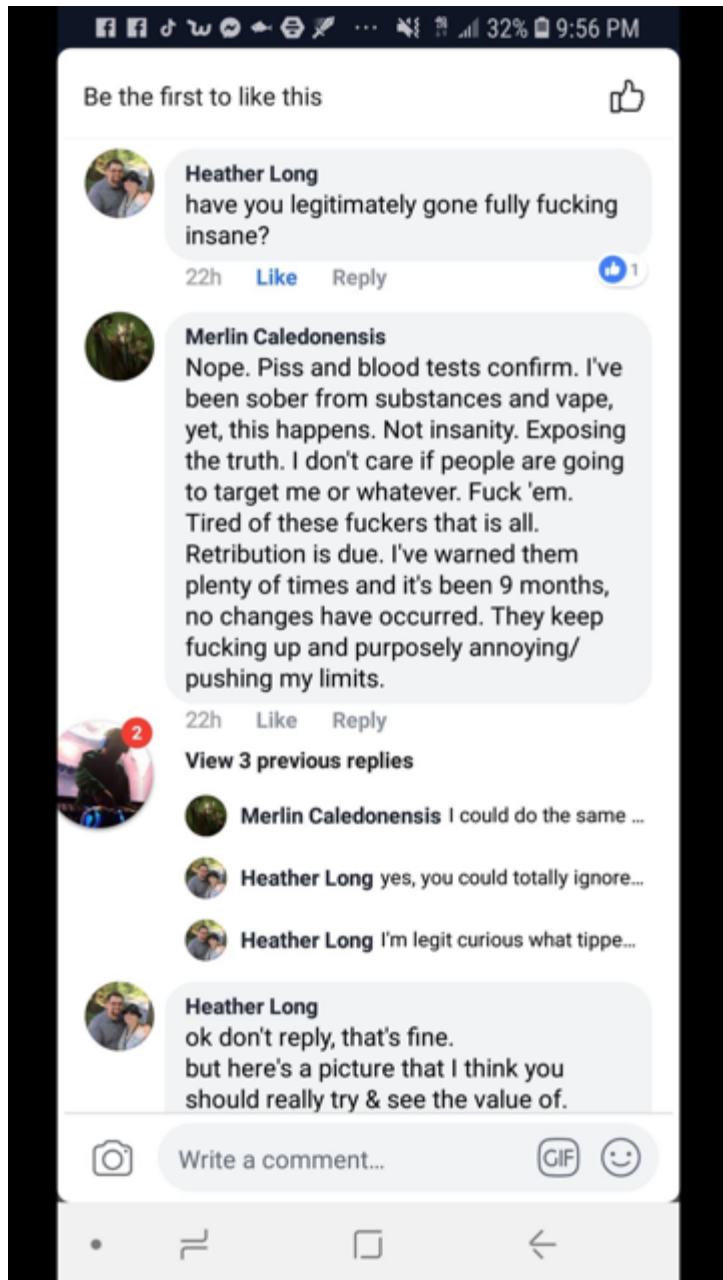 32% 9:56 PM
Be the first to like this
Heather Long
have you legitimately gone fully fucking
insane?
22h Like Reply
1
Merlin Caledonensis
Nope. Piss and blood tests confirm. I've
been sober from substances and vape,
yet, this happens. Not insanity. Exposing
the truth. I don't care if people are going
to target me or whatever. Fuck 'em.
Tired of these fuckers that is all.
Retribution is due. I've warned them
plenty of times and it's been 9 months,
no changes have occurred. They keep
fucking up and purposely annoying/
pushing my limits.
22h Like Reply
2
View 3 previous replies
Merlin Caledonensis I could do the same ...
Heather Long yes, you could totally ignore...
Heather Long I'm legit curious what tippe...
Heather Long
ok don't reply, that's fine.
but here's a picture that I think you
should really try & see the value of.
Write a comment...
GIF